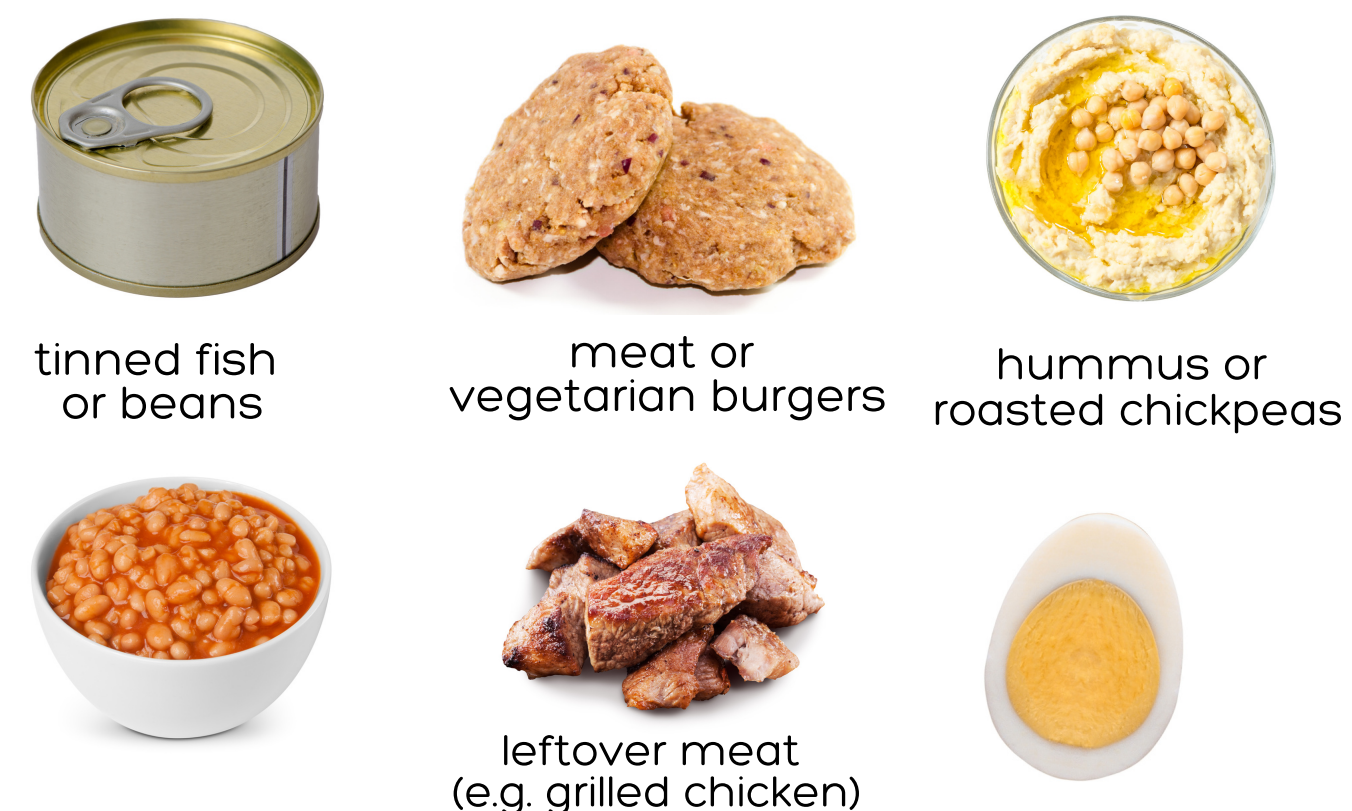 tinned fish
or beans
meat or
vegetarian burgers
hummus or
roasted chickpeas
leftover meat
(e.g. grilled chicken)